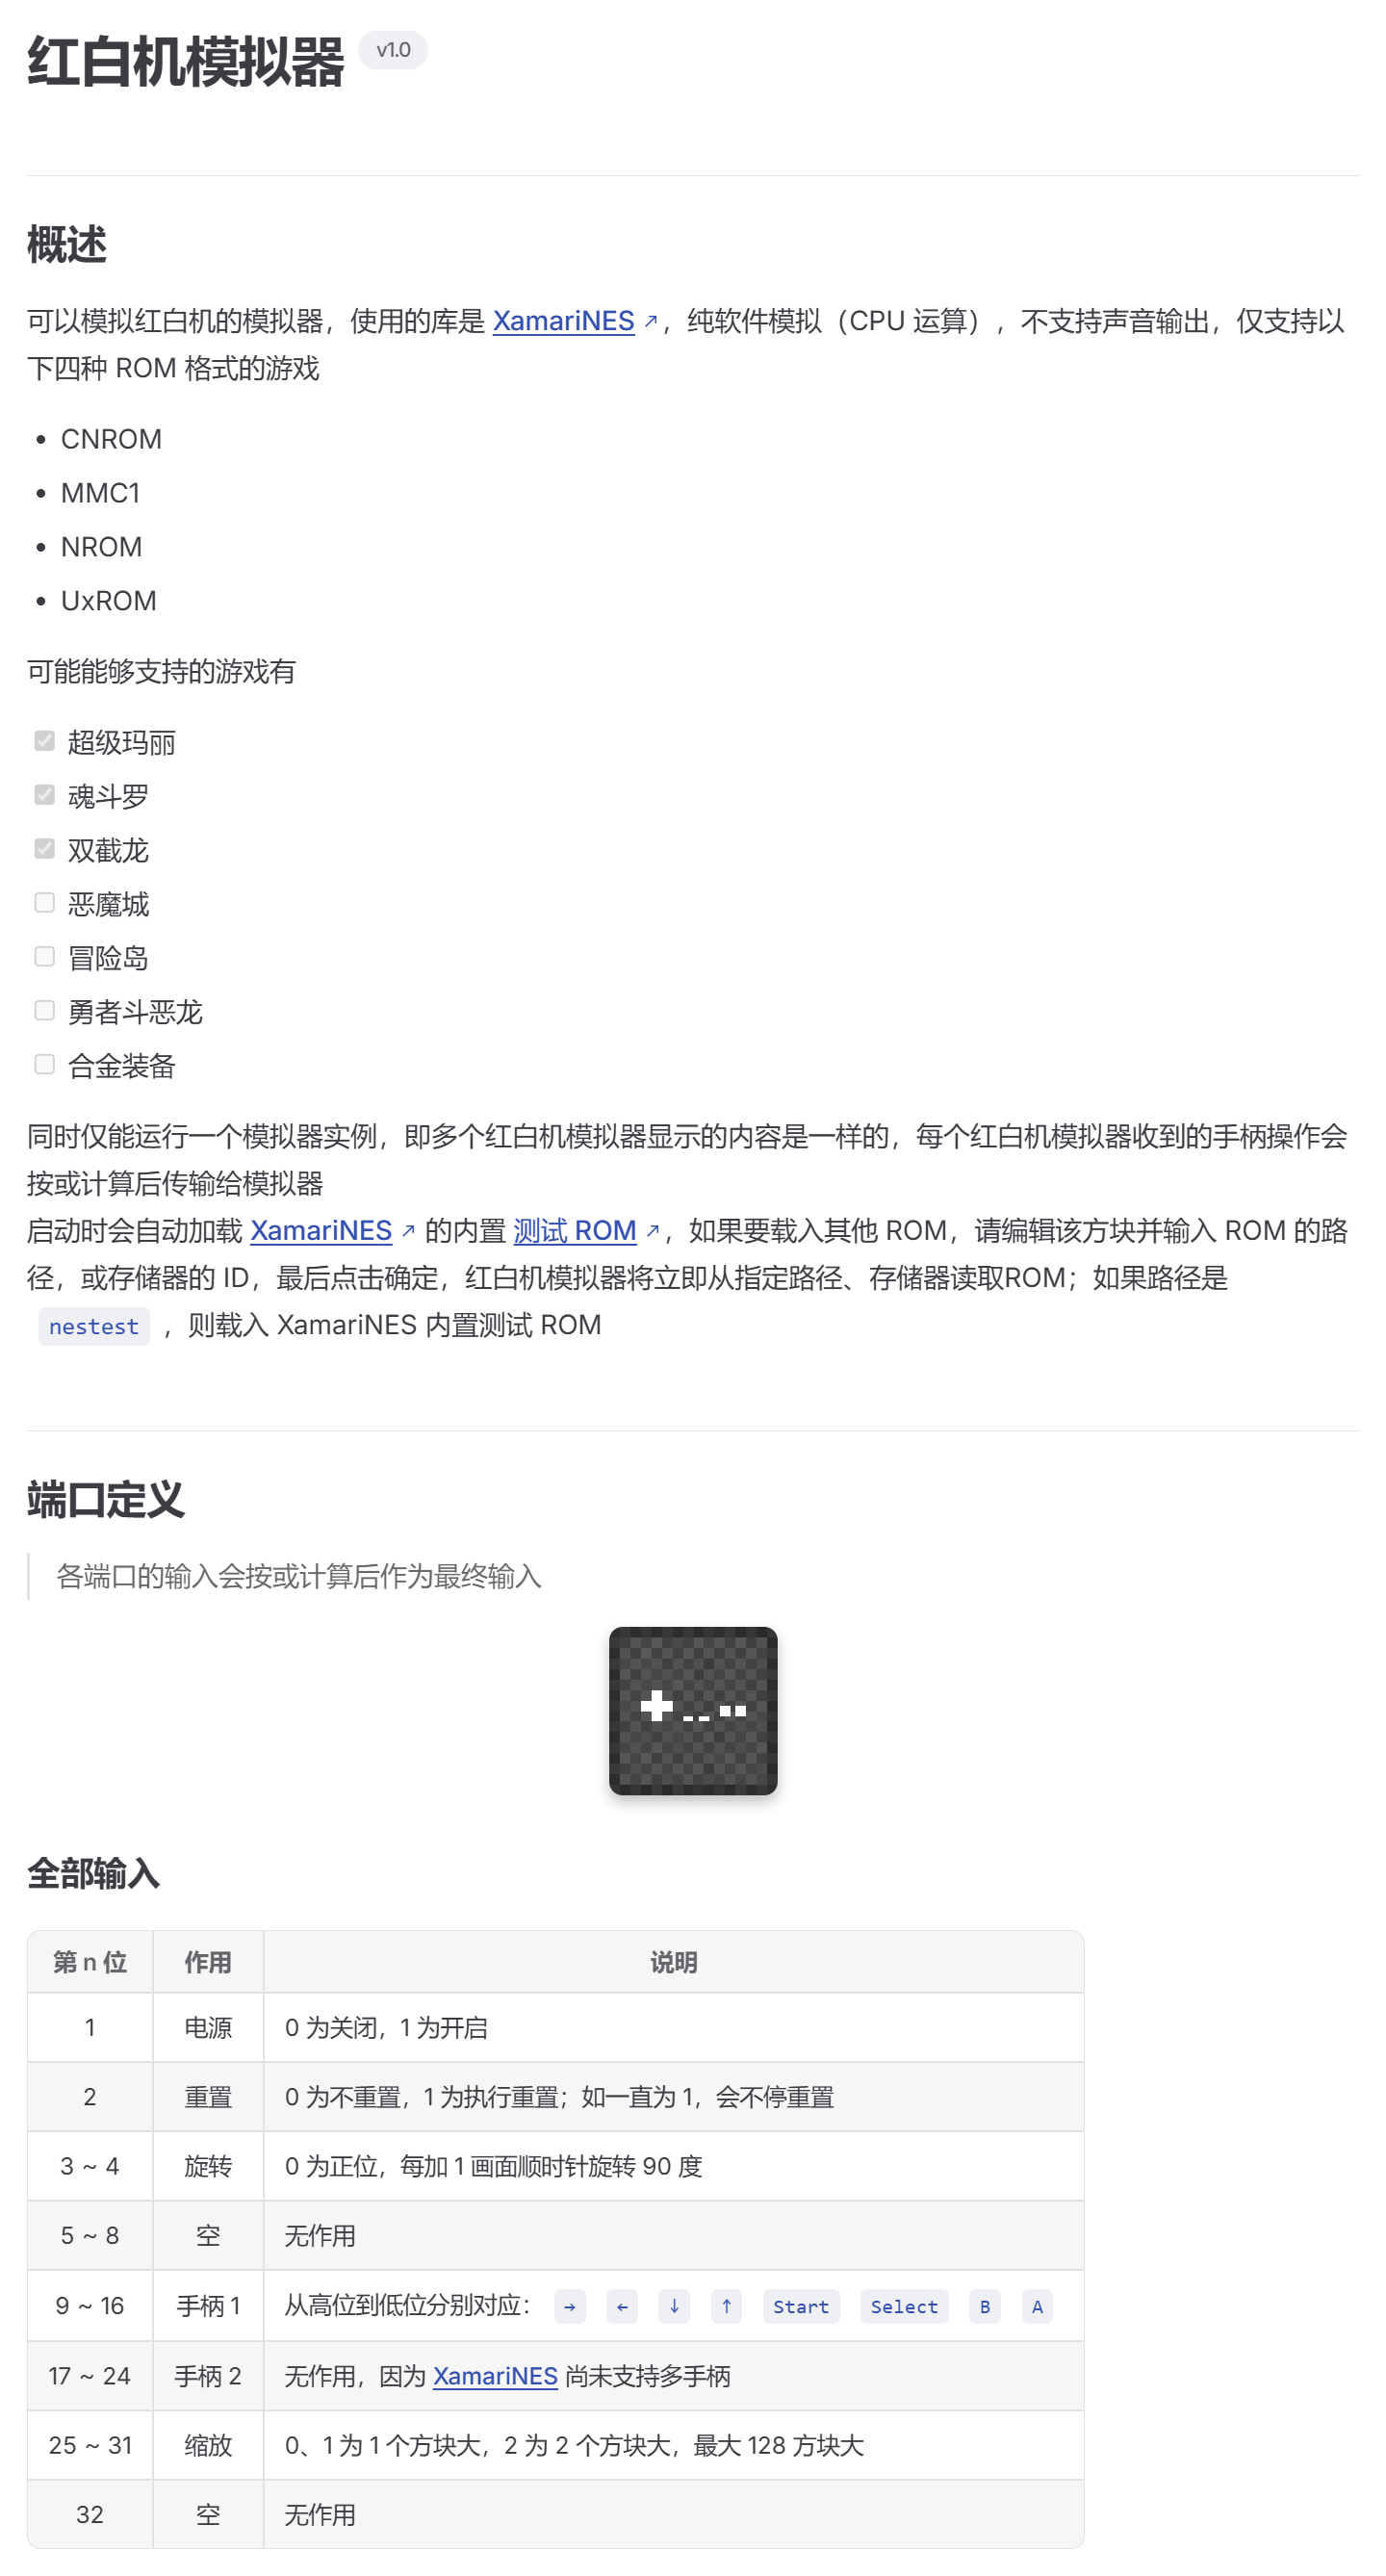 红白机模拟器 v1.0
概述
可以模拟红白机的模拟器，使用的库是 XamariNES ↗，纯软件模拟（CPU 运算），不支持声音输出，仅支持以
下四种 ROM 格式的游戏
• CNROM
• MMC1
• NROM
• UxROM
可能能够支持的游戏有
超级玛丽
魂斗罗
双截龙
恶魔城
冒险岛
勇者斗恶龙
合金装备
同时仅能运行一个模拟器实例，即多个红白机模拟器显示的内容是一样的，每个红白机模拟器收到的手柄操作会
按或计算后传输给模拟器
启动时会自动加载 XamariNES ↗ 的内置 测试 ROM ↗，如果要载入其他 ROM，请编辑该方块并输入 ROM 的路
径，或存储器的 ID，最后点击确定，红白机模拟器将立即从指定路径、存储器读取ROM；如果路径是
nestest ，则载入 XamariNES 内置测试 ROM
端口定义
各端口的输入会按或计算后作为最终输入
全部输入
第 n 位 作用 说明
1 电源 0 为关闭，1 为开启
2 重置 0 为不重置，1 为执行重置；如一直为 1，会不停重置
3 ~ 4 旋转 0 为正位，每加 1 画面顺时针旋转 90 度
5 ~ 8 空 无作用
9 ~ 16 手柄 1 从高位到低位分别对应： → ← ↓ ↑ Start Select B A
17 ~ 24 手柄 2 无作用，因为 XamariNES 尚未支持多手柄
25 ~ 31 缩放 0、1 为 1 个方块大，2 为 2 个方块大，最大 128 方块大
32 空 无作用